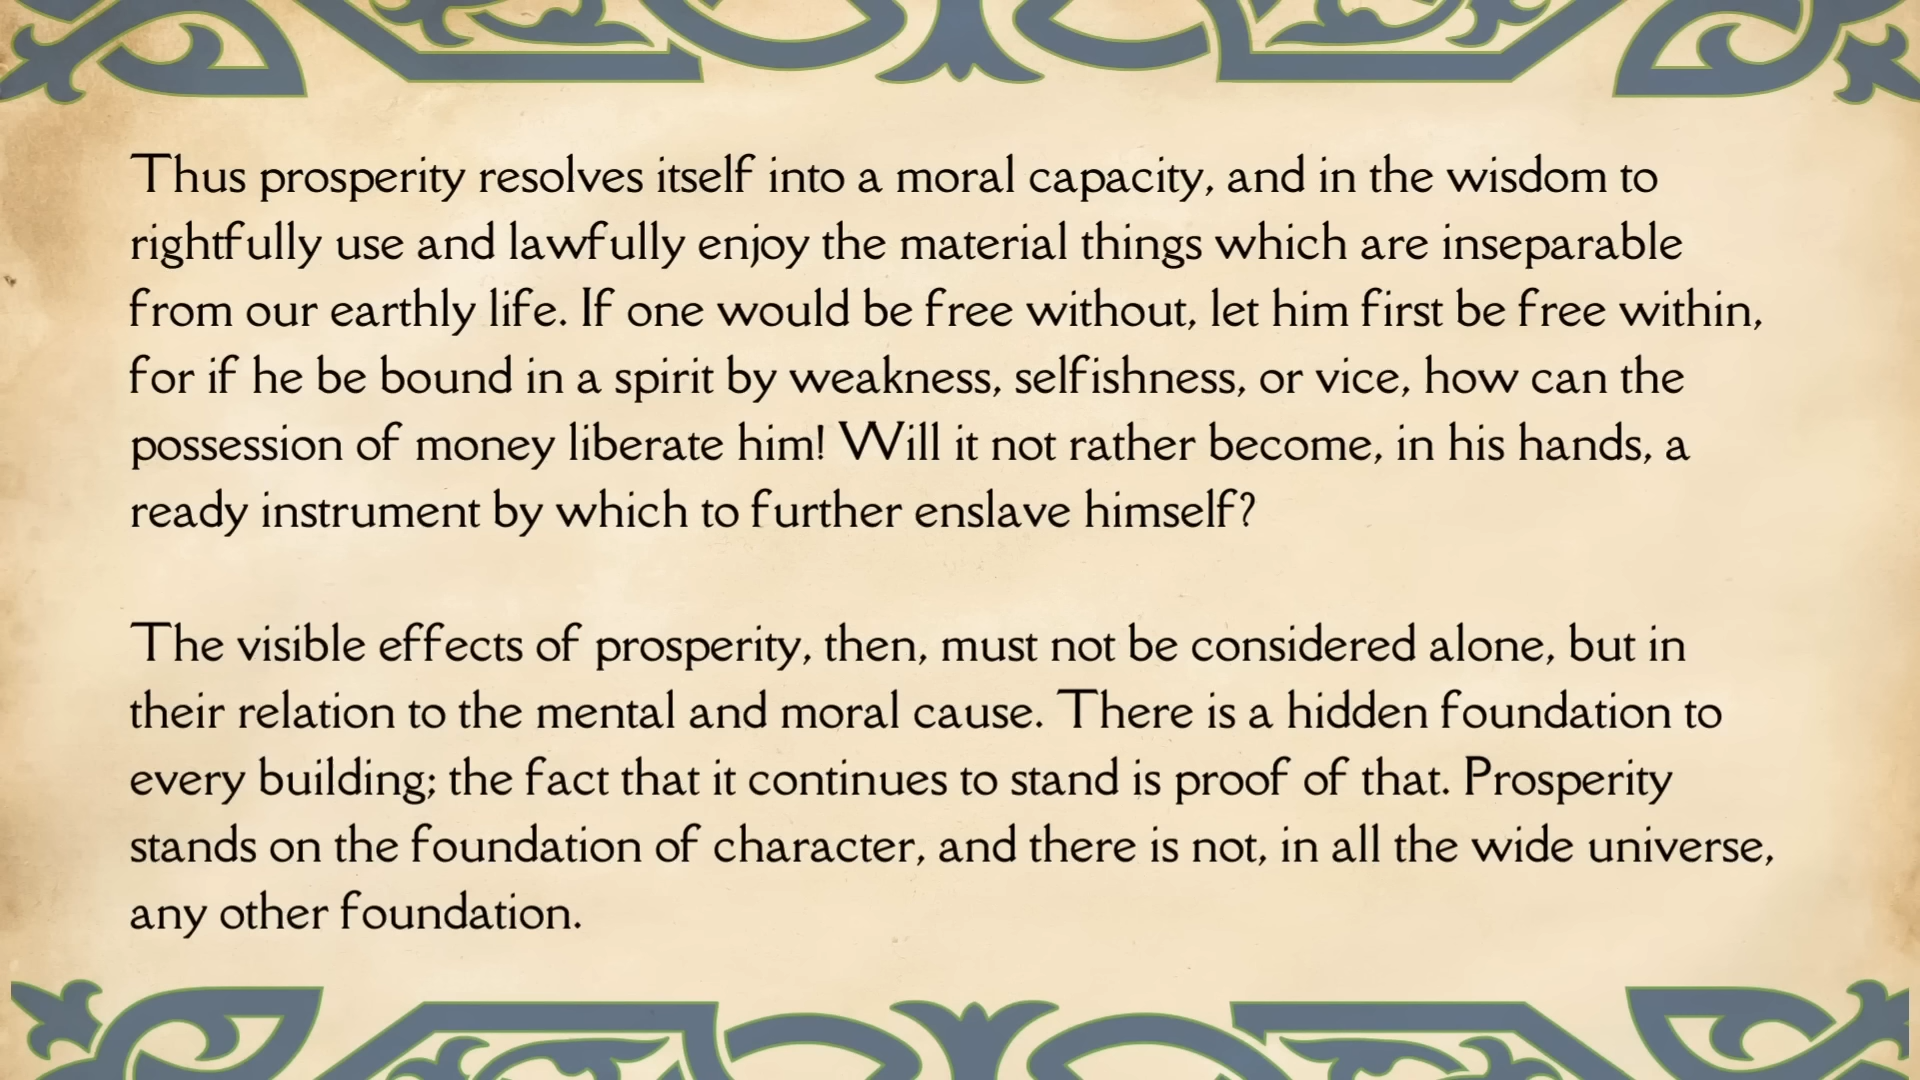 Thus prosperity resolves itself into a moral capacity, and in the wisdom to
rightfully use and lawfully enjoy the material things which are inseparable
from our earthly life. If one would be free without, let him first be free within,
for if he be bound in a spirit by weakness, selfishness, or vice, how can the
possession of money liberate him! Will it not rather become, in his hands, a
ready instrument by which to further enslave himself?
The visible effects of prosperity, then, must not be considered alone, but in
their relation to the mental and moral cause. There is a hidden foundation to
every building; the fact that it continues to stand is proof of that. Prosperity
stands on the foundation of character, and there is not, in all the wide universe,
any other foundation.